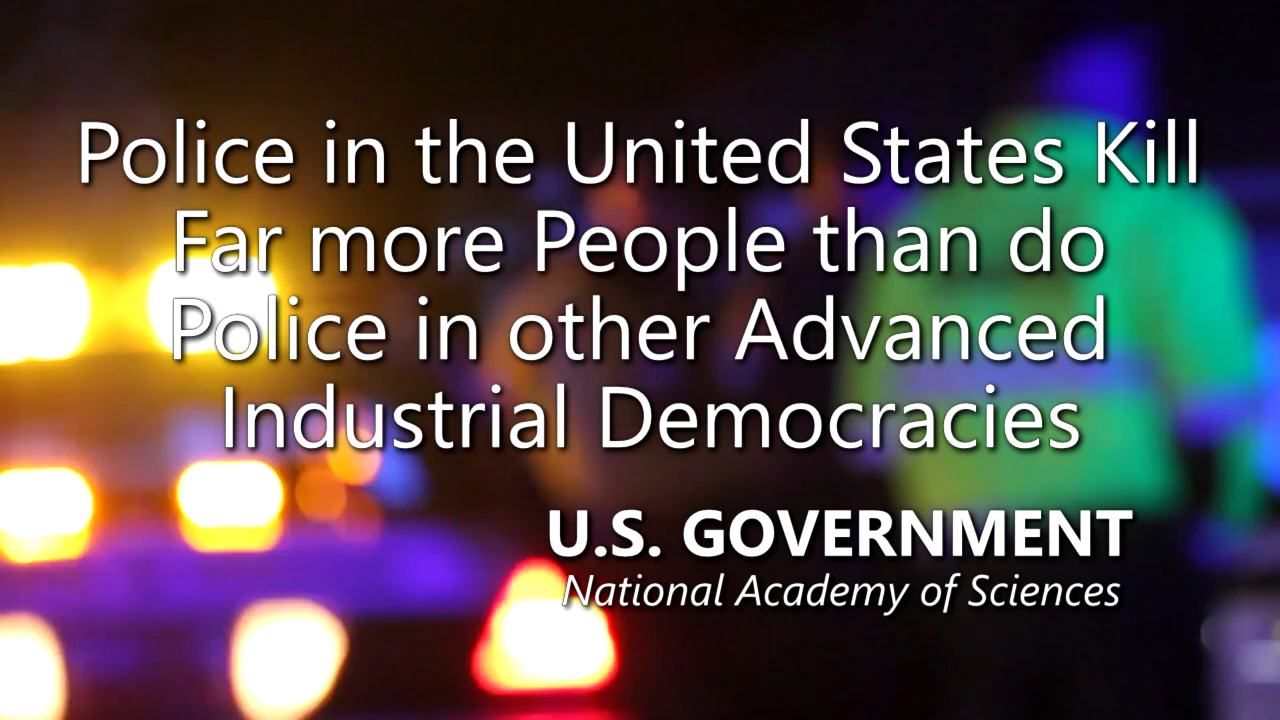 Police in the United States Kill
Far more People than do
Police in other Advanced
Industrial Democracies
U.S. GOVERNMENT
National Academy of Sciences